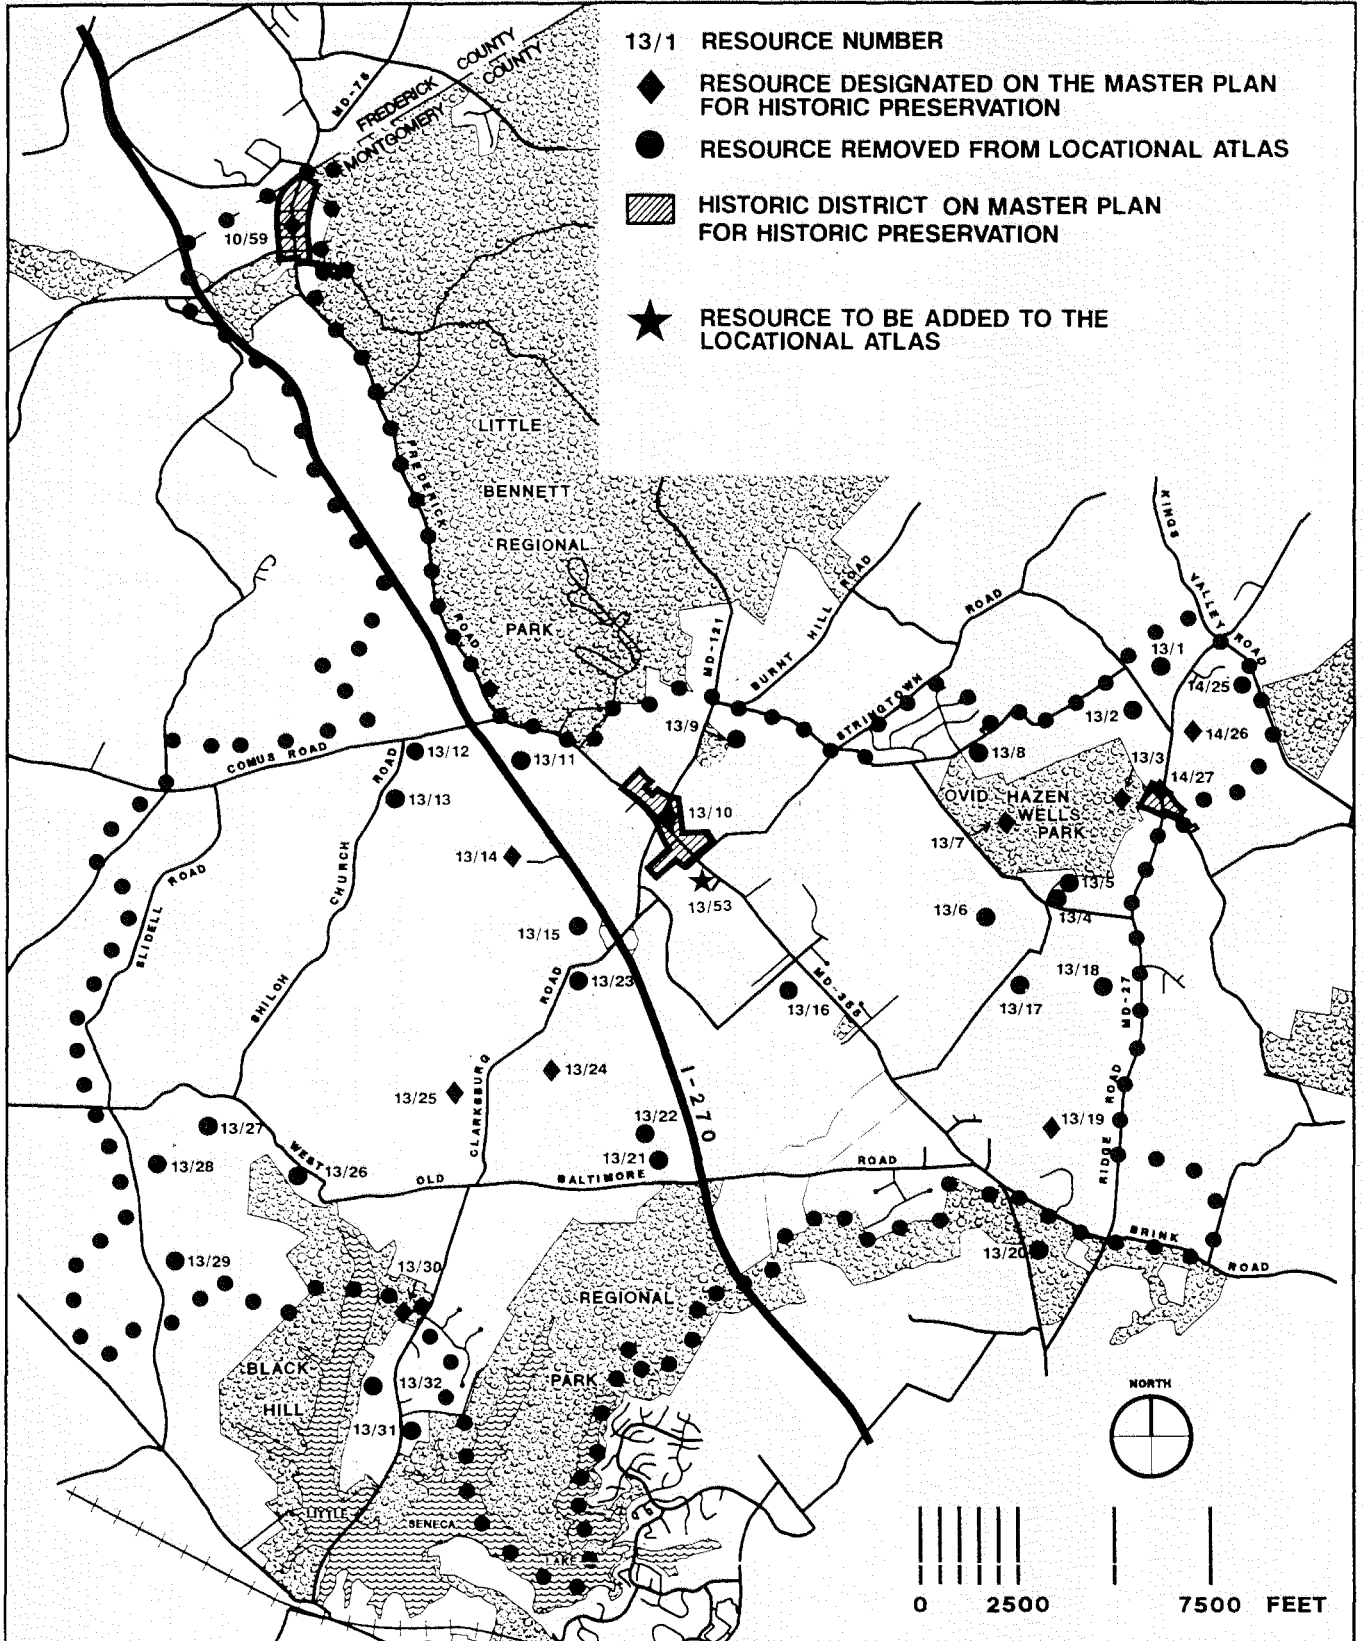 13/1 RESOURCE NUMBER
RESOURCE DESIGNATED ON THE MASTER PLAN
FOR HISTORIC PRESERVATION
RESOURCE REMOVED FROM LOCATIONAL ATLAS
HISTORIC DISTRICT ON MASTER PLAN
FOR HISTORIC PRESERVATION
RESOURCE TO BE ADDED TO THE
LOCATIONAL ATLAS
FREDERICK COUNTY
MONTGOMERY COUNTY
MD-75
10/59
LITTLE
BENNETT
REGIONAL
PARK
FREDERICK
ROAD
MD-121
BURNT HILL ROAD
STRINGTOWN
ROAD
KINGS
VALLEY
ROAD
13/1
14/25
13/2
14/26
13/9
13/8
13/3
14/27
13/12
13/11
COMUS ROAD
ROAD
13/13
OVID HAZEN
WELLS
PARK
13/10
13/7
13/14
CHURCH
ROAD
SLIDELL
13/5
13/53
13/4
13/6
13/15
13/18
ROAD
13/23
MD-355
13/16
13/17
MD-27
SHILOH
13/24
13/25
I-270
CLARKSBURG
ROAD
13/22
13/19
13/27
WEST
13/28
13/26
13/21
OLD
BALTIMORE
ROAD
RIDGE
BRINK
ROAD
13/20
13/29
13/30
REGIONAL
BLACK
HILL
13/32
PARK
13/31
NORTH
LITTLE
SENECA
LAKE
0 2500 7500 FEET